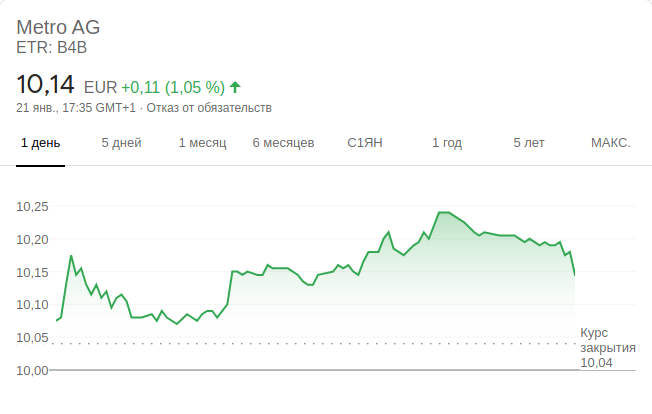 Metro AG
ETR: B4B
10,14 EUR +0,11 (1,05 %)
21 янв., 17:35 GMT+1 · Отказ от обязательств
1 день 5 дней 1 месяц 6 месяцев С1ЯН 1 год 5 лет МАКС.
10,25
10,20
10,15
10,10
10,05
10,00
Курс
закрытия
10,04